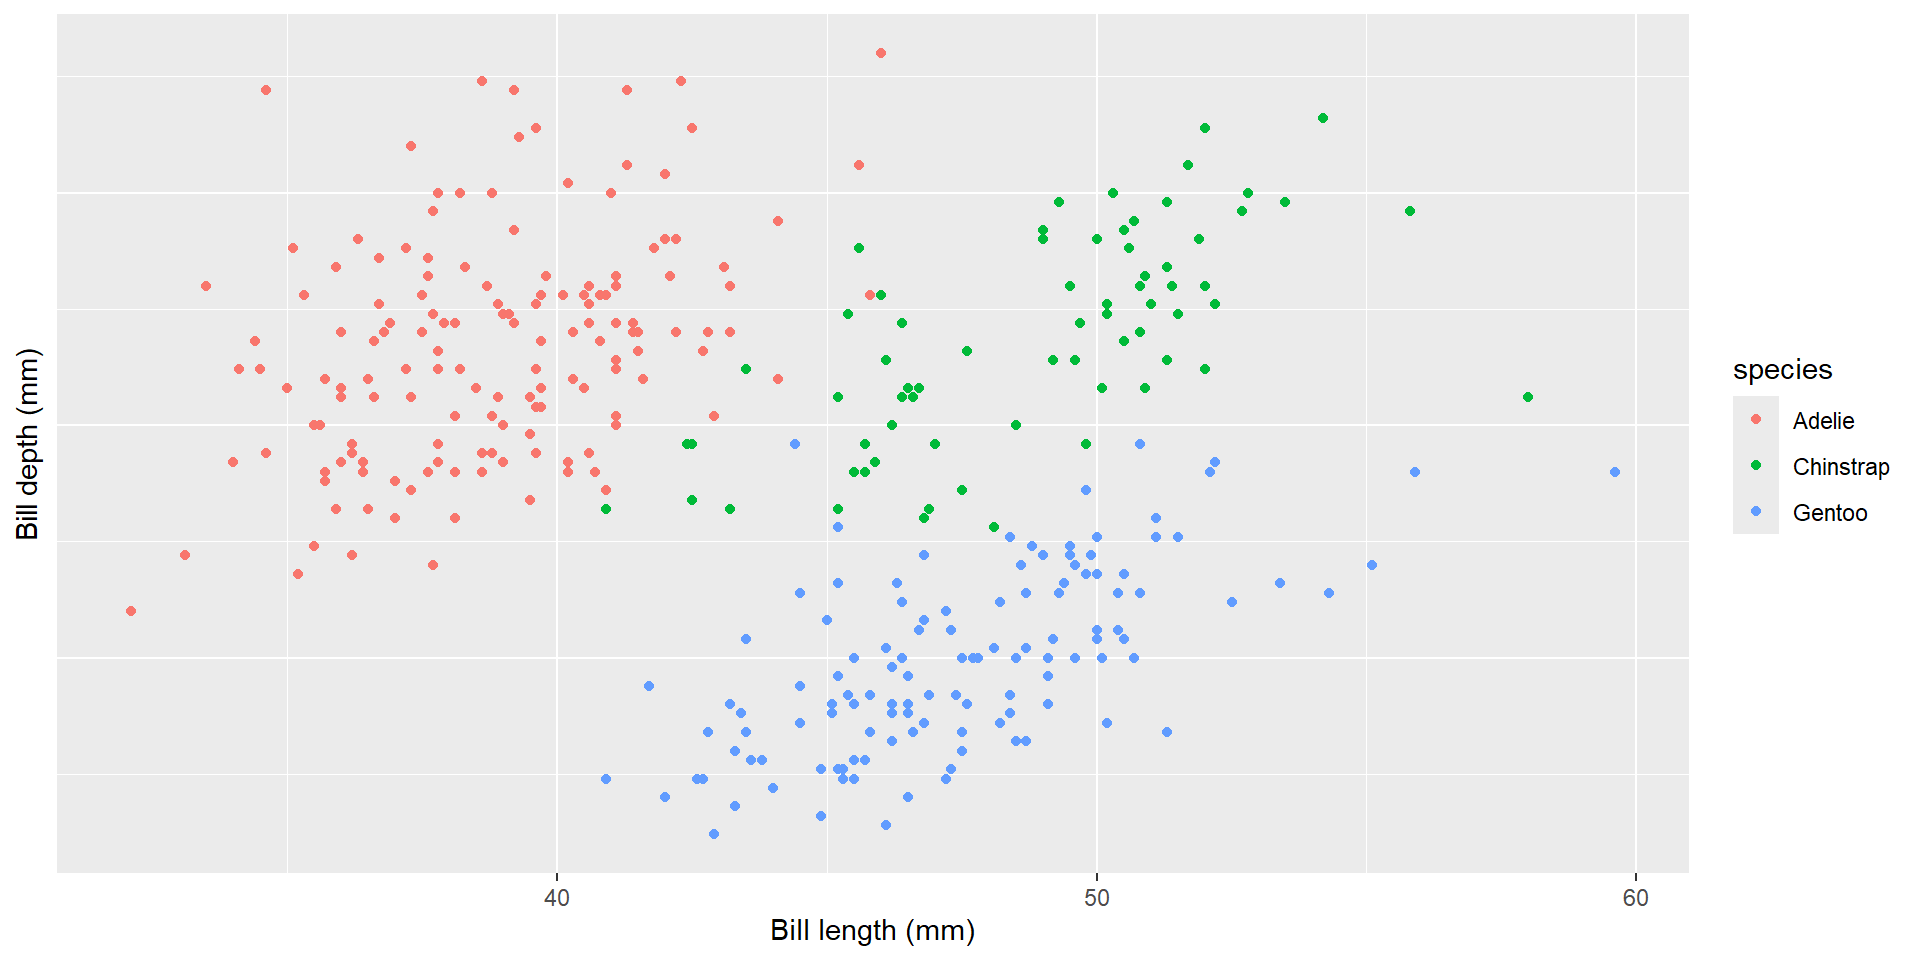 Bill depth (mm)
40
50
60
Bill length (mm)
species
Adelie
Chinstrap
Gentoo